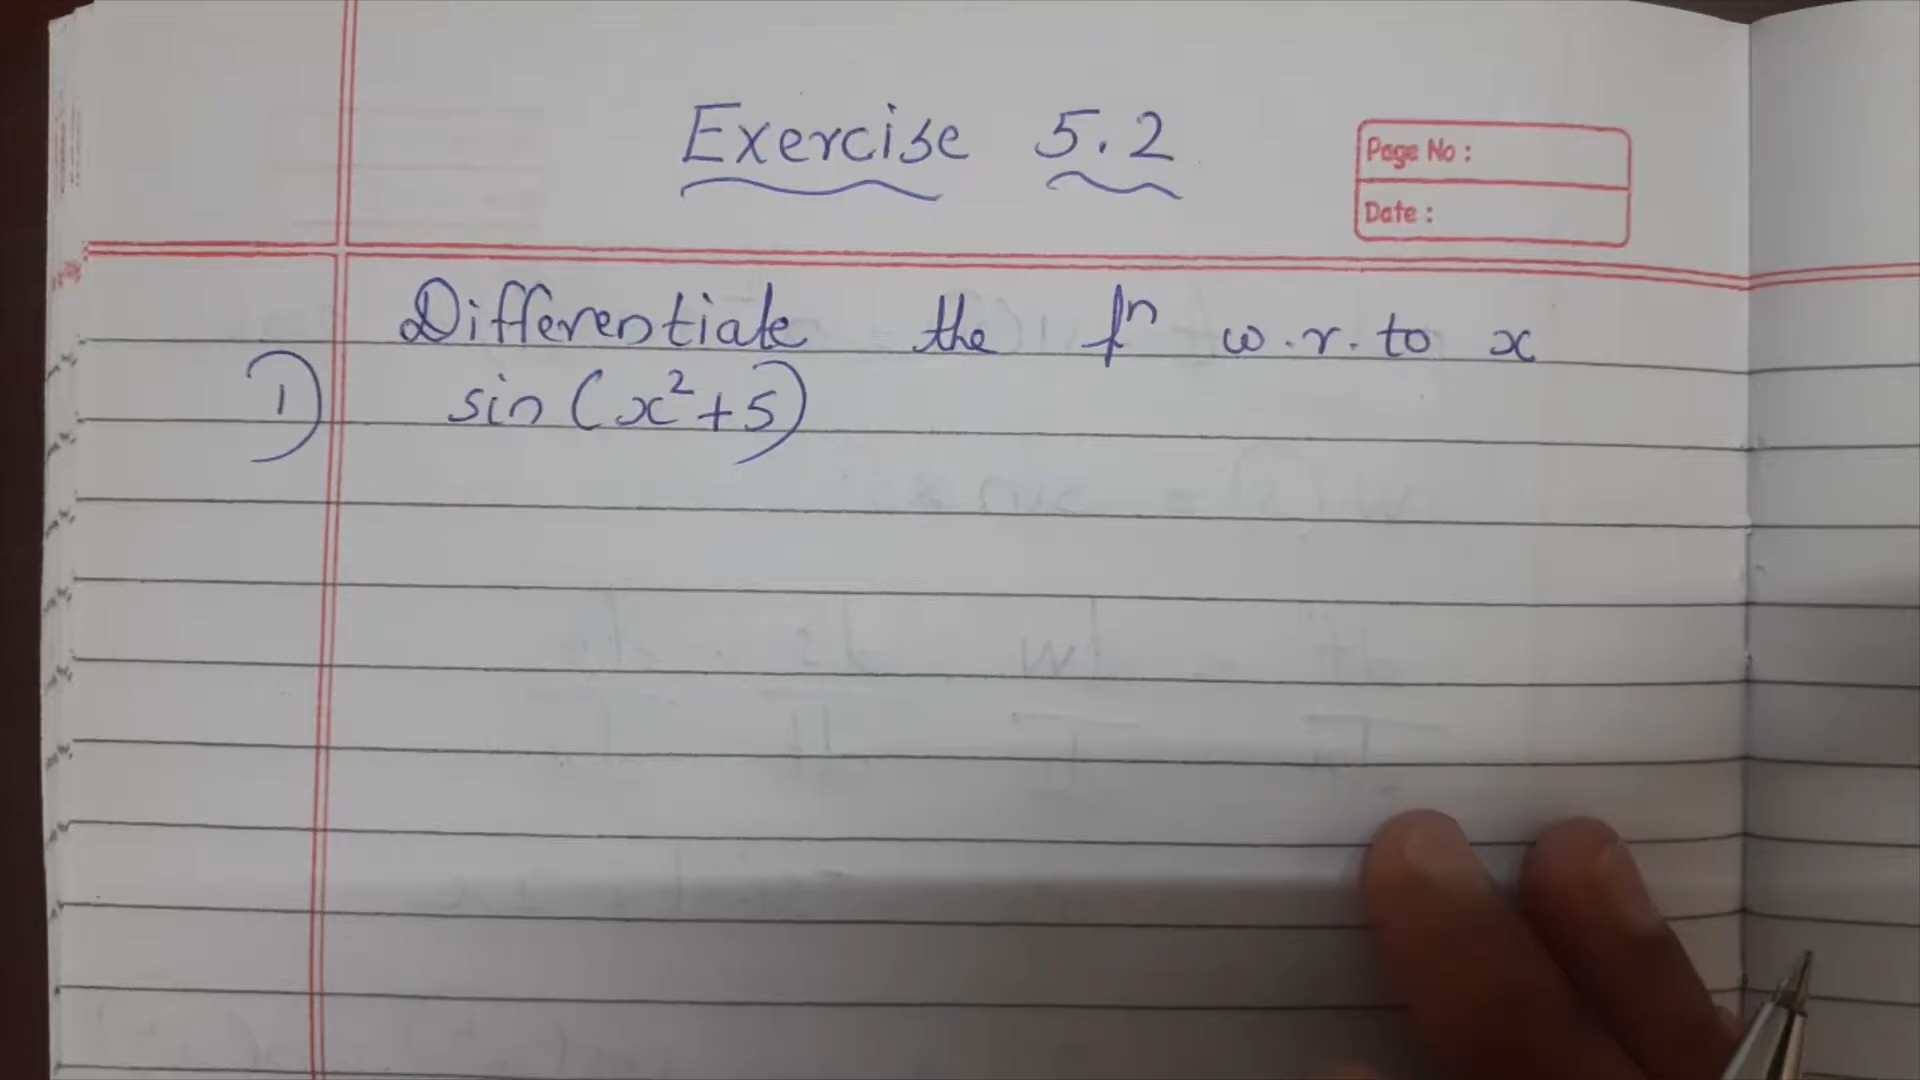 Exercise 5.2
Page No :
Date :
Differentiate the fⁿ w.r. to x
1) sin (x²+5)